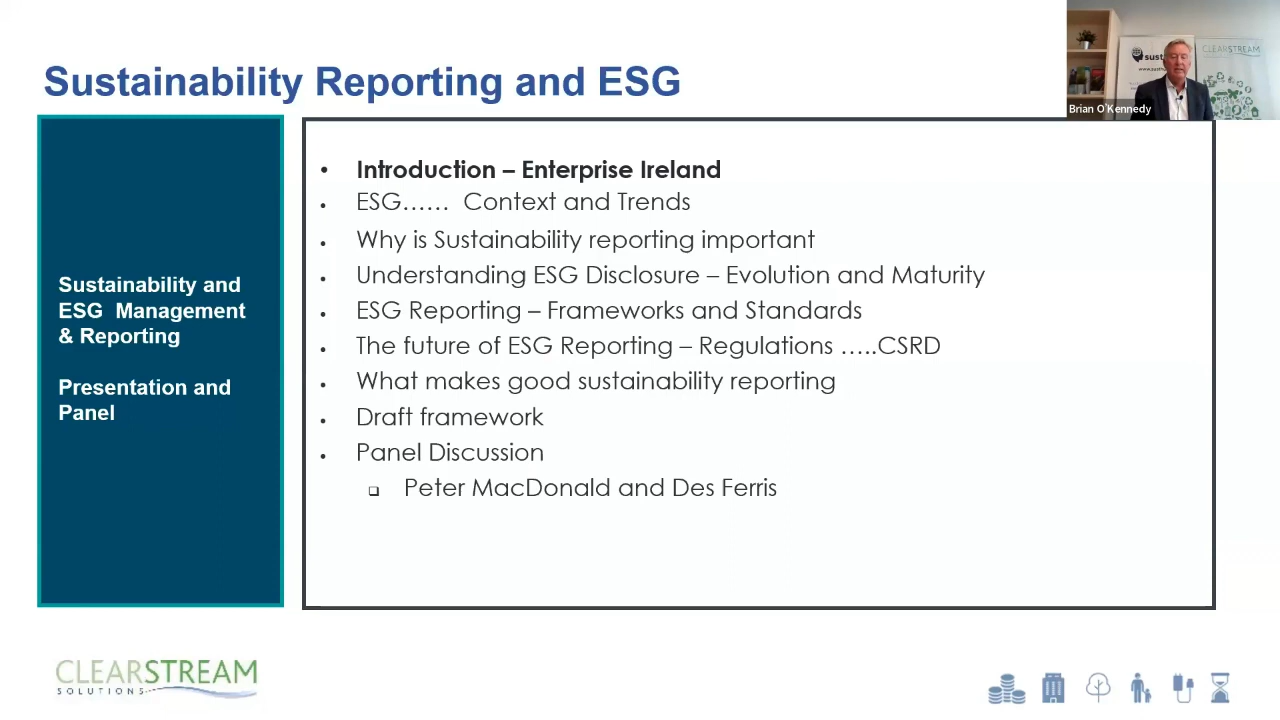 Sustainability Reporting and ESG
CLEARSTREAM
Brian O'Kennedy
Sustainability and
ESG Management
& Reporting
Presentation and
Panel
• Introduction – Enterprise Ireland
• ESG…… Context and Trends
• Why is Sustainability reporting important
• Understanding ESG Disclosure – Evolution and Maturity
• ESG Reporting – Frameworks and Standards
• The future of ESG Reporting – Regulations …..CSRD
• What makes good sustainability reporting
• Draft framework
• Panel Discussion
❑ Peter MacDonald and Des Ferris
CLEARSTREAM
SOLUTIONS